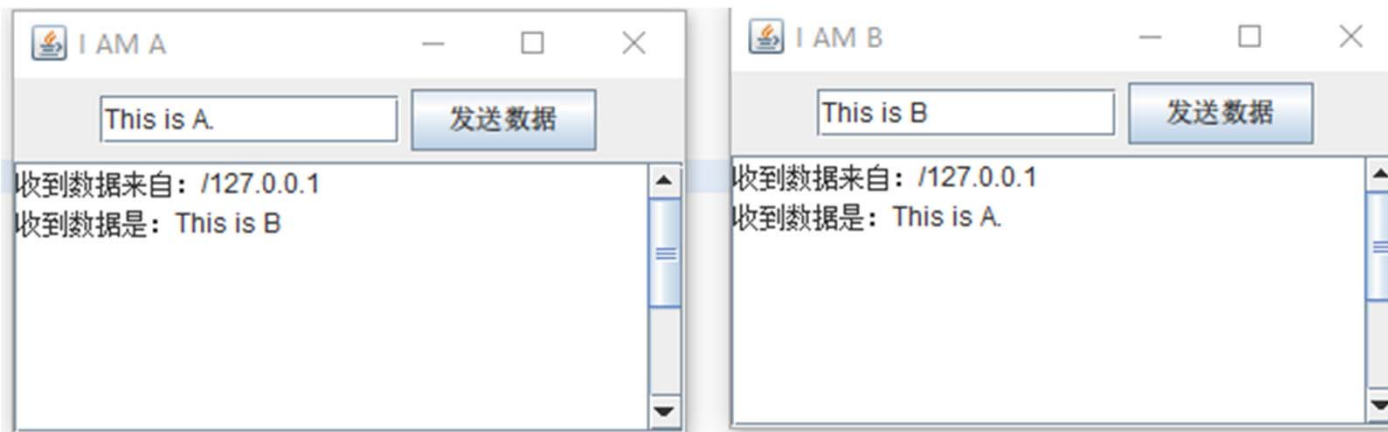 I AM A
This is A.
发送数据
收到数据来自：/127.0.0.1
收到数据是：This is B
I AM B
This is B
发送数据
收到数据来自：/127.0.0.1
收到数据是：This is A.